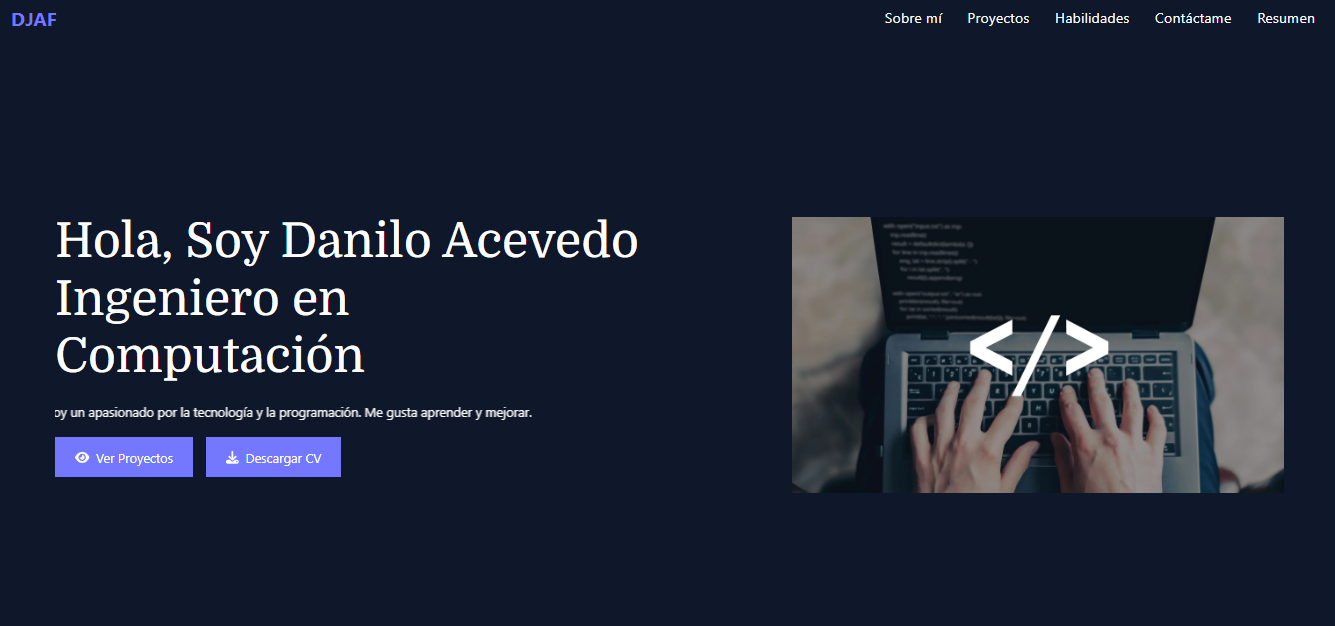 DJAF
Sobre mí Proyectos Habilidades Contáctame Resumen
Hola, Soy Danilo Acevedo
Ingeniero en
Computación
oy un apasionado por la tecnología y la programación. Me gusta aprender y mejorar.
Ver Proyectos Descargar CV
</>